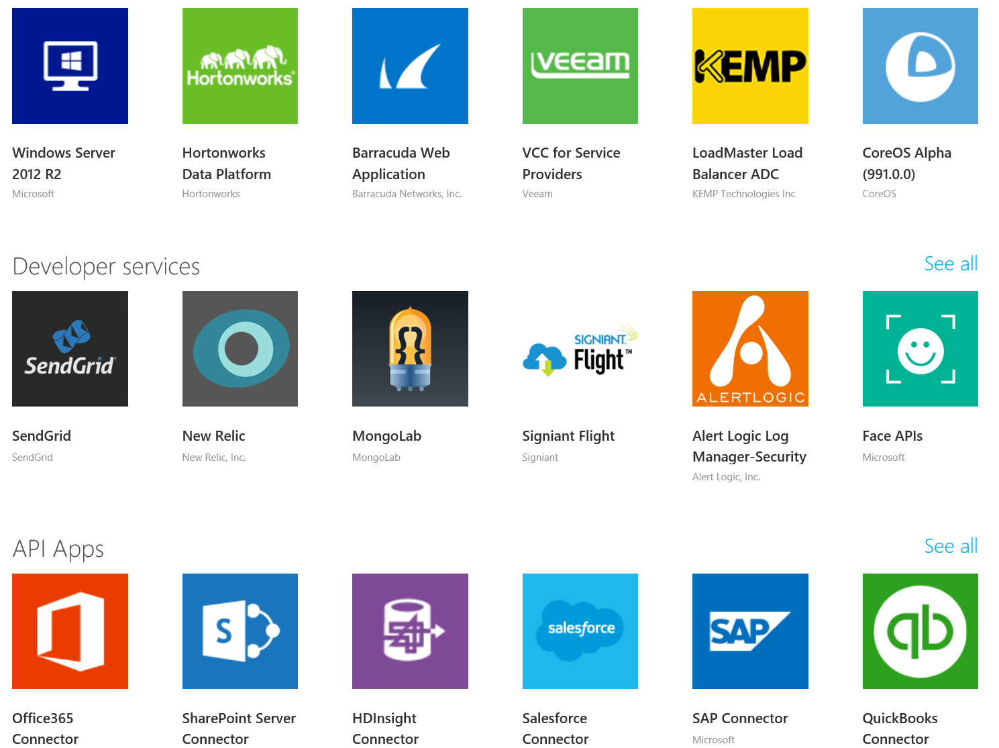 Hortonworks
veeam
KEMP
Windows Server
2012 R2
Microsoft
Hortonworks
Data Platform
Hortonworks
Barracuda Web
Application
Barracuda Networks, Inc.
VCC for Service
Providers
Veeam
LoadMaster Load
Balancer ADC
KEMP Technologies Inc
CoreOS Alpha
(991.0.0)
CoreOS
Developer services
See all
SendGrid
{}
SIGNIANT
Flight™
ALERTLOGIC
SendGrid
SendGrid
New Relic
New Relic, Inc.
MongoLab
MongoLab
Signiant Flight
Signiant
Alert Logic Log
Manager-Security
Alert Logic, Inc.
Face APIs
Microsoft
API Apps
See all
S
salesforce
SAP
qb
Office365
Connector
SharePoint Server
Connector
HDInsight
Connector
Salesforce
Connector
SAP Connector
Microsoft
QuickBooks
Connector